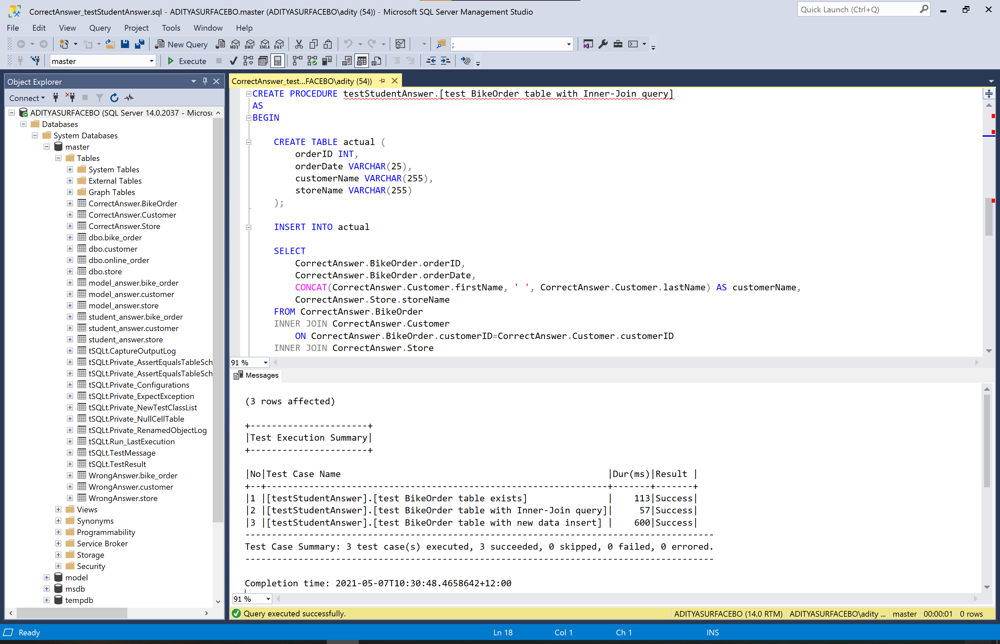 CorrectAnswer_testStudentAnswer.sql - ADITYASURFACEBO.master (ADITYASURFACEBO\adity (54)) - Microsoft SQL Server Management Studio
Quick Launch (Ctrl+Q)
File Edit View Query Project Tools Window Help
New Query MDX DMX XMLA DAX ;
master Execute
Object Explorer
Connect
ADITYASURFACEBO (SQL Server 14.0.2037 - Microsc
Databases
System Databases
master
Tables
System Tables
External Tables
Graph Tables
CorrectAnswer.BikeOrder
CorrectAnswer.Customer
CorrectAnswer.Store
dbo.bike_order
dbo.customer
dbo.online_order
dbo.store
model_answer.bike_order
model_answer.customer
model_answer.store
student_answer.bike_order
student_answer.customer
student_answer.store
tSQLt.CaptureOutputLog
tSQLt.Private_AssertEqualsTableSch
tSQLt.Private_AssertEqualsTableSch
tSQLt.Private_Configurations
tSQLt.Private_ExpectException
tSQLt.Private_NewTestClassList
tSQLt.Private_NullCellTable
tSQLt.Private_RenamedObjectLog
tSQLt.Run_LastExecution
tSQLt.TestMessage
tSQLt.TestResult
WrongAnswer.bike_order
WrongAnswer.customer
WrongAnswer.store
Views
Synonyms
Programmability
Service Broker
Storage
Security
model
msdb
tempdb
CorrectAnswer_test...FACEBO\adity (54))
CREATE PROCEDURE testStudentAnswer.[test BikeOrder table with Inner-Join query]
AS
BEGIN
CREATE TABLE actual (
orderID INT,
orderDate VARCHAR(25),
customerName VARCHAR(255),
storeName VARCHAR(255)
);
INSERT INTO actual
SELECT
CorrectAnswer.BikeOrder.orderID,
CorrectAnswer.BikeOrder.orderDate,
CONCAT(CorrectAnswer.Customer.firstName, ' ', CorrectAnswer.Customer.lastName) AS customerName,
CorrectAnswer.Store.storeName
FROM CorrectAnswer.BikeOrder
INNER JOIN CorrectAnswer.Customer
ON CorrectAnswer.BikeOrder.customerID=CorrectAnswer.Customer.customerID
INNER JOIN CorrectAnswer.Store
91 %
Messages
(3 rows affected)
+----------------------+
|Test Execution Summary|
+----------------------+
|No|Test Case Name |Dur(ms)|Result |
+--+----------------------------------------------------------------+-------+-------+
|1 |[testStudentAnswer].[test BikeOrder table exists] | 113|Success|
|2 |[testStudentAnswer].[test BikeOrder table with Inner-Join query]| 57|Success|
|3 |[testStudentAnswer].[test BikeOrder table with new data insert] | 600|Success|
----------------------------------------------------------------------------------------
Test Case Summary: 3 test case(s) executed, 3 succeeded, 0 skipped, 0 failed, 0 errored.
----------------------------------------------------------------------------------------
Completion time: 2021-05-07T10:30:48.4658642+12:00
91 %
Query executed successfully. ADITYASURFACEBO (14.0 RTM) ADITYASURFACEBO\adity ... master 00:00:01 0 rows
Ready Ln 18 Col 1 Ch 1 INS